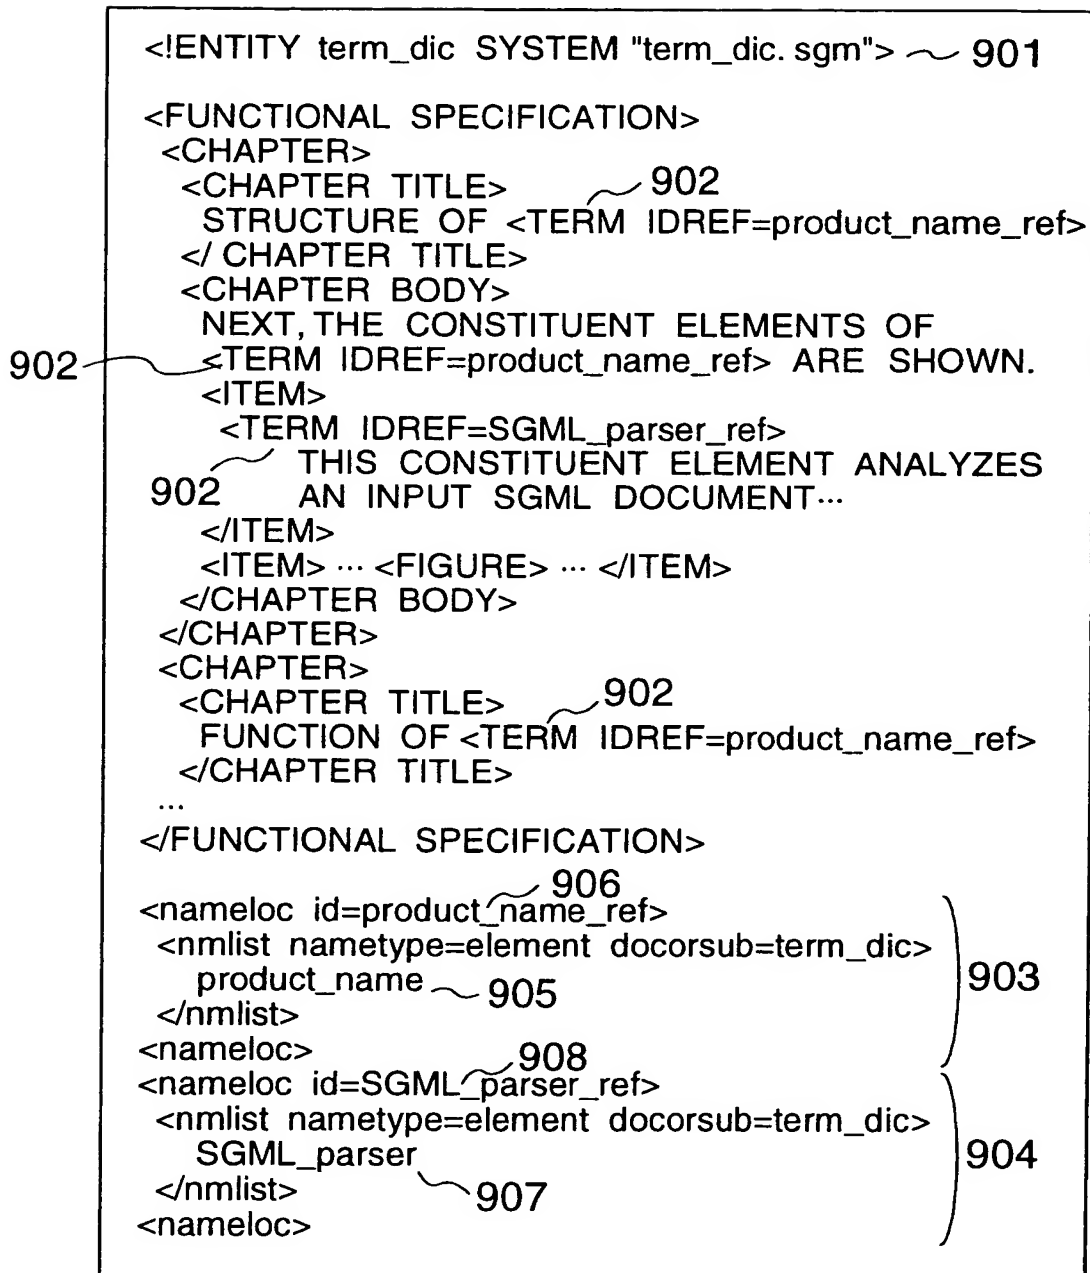 <!ENTITY term_dic SYSTEM "term_dic. sgm"> 901
<FUNCTIONAL SPECIFICATION>
<CHAPTER>
<CHAPTER TITLE> 902
STRUCTURE OF <TERM IDREF=product_name_ref>
</ CHAPTER TITLE>
<CHAPTER BODY>
NEXT, THE CONSTITUENT ELEMENTS OF
902 <TERM IDREF=product_name_ref> ARE SHOWN.
<ITEM>
<TERM IDREF=SGML_parser_ref>
THIS CONSTITUENT ELEMENT ANALYZES
902 AN INPUT SGML DOCUMENT...
</ITEM>
<ITEM> ... <FIGURE> ... </ITEM>
</CHAPTER BODY>
</CHAPTER>
<CHAPTER>
<CHAPTER TITLE> 902
FUNCTION OF <TERM IDREF=product_name_ref>
</CHAPTER TITLE>
...
</FUNCTIONAL SPECIFICATION>
906
<nameloc id=product_name_ref>
<nmlist nametype=element docorsub=term_dic>
product_name 905 903
</nmlist>
<nameloc> 908
<nameloc id=SGML_parser_ref>
<nmlist nametype=element docorsub=term_dic>
SGML_parser 904
</nmlist> 907
<nameloc>